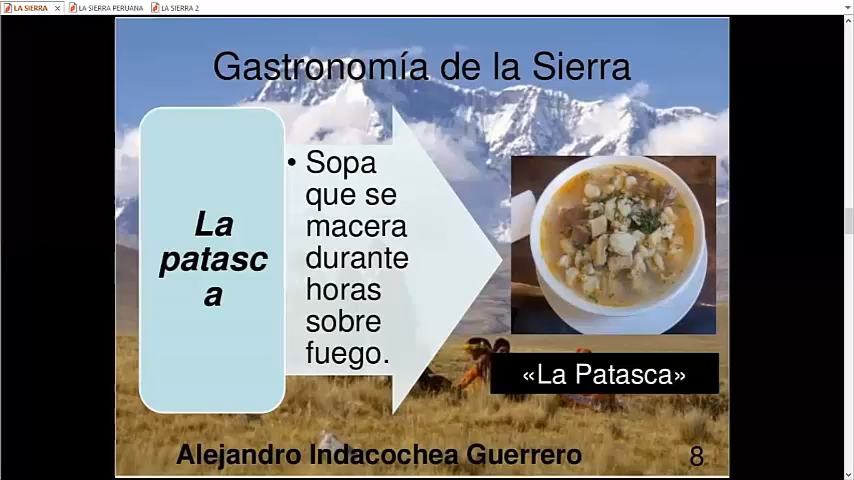 LA SIERRA
LA SIERRA PERUANA
LA SIERRA 2
Gastronomía de la Sierra
La
patasc
a
• Sopa
que se
macera
durante
horas
sobre
fuego.
«La Patasca»
Alejandro Indacochea Guerrero
8